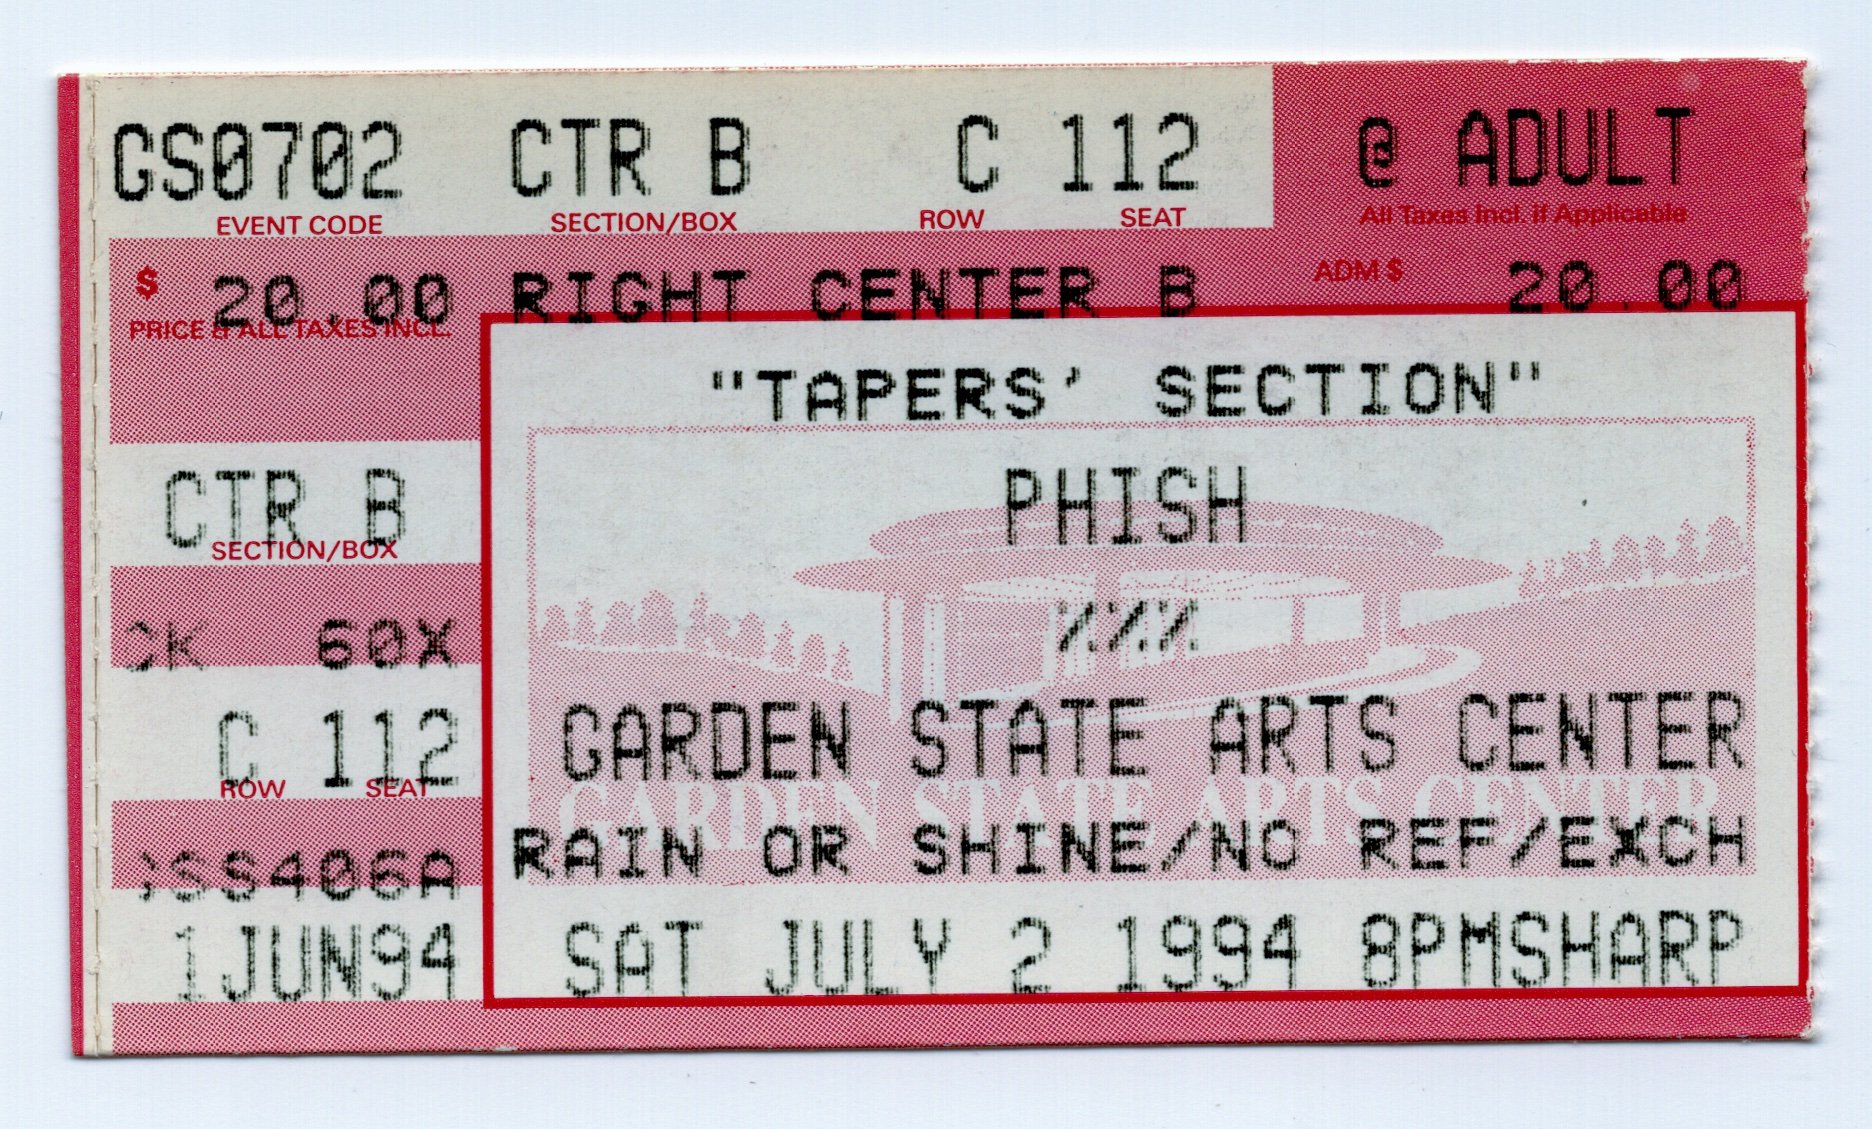 GS0702 CTR B C 112 @ ADULT
EVENT CODE SECTION/BOX ROW SEAT All Taxes Incl. if Applicable
$ 20.00 RIGHT CENTER B ADM $ 20.00
PRICE & ALL TAXES INCL.
"TAPERS' SECTION"
CTR B
SECTION/BOX
PHISH
CK 60X
%%%
C 112
ROW SEAT
GARDEN STATE ARTS CENTER
GARDEN STATE ARTS CENTER
RAIN OR SHINE/NO REF/EXCH
CSS406A
1JUN94
SAT JULY 2 1994 8PMSHARP